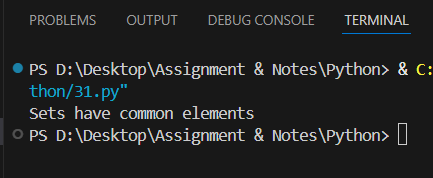 PROBLEMS OUTPUT DEBUG CONSOLE TERMINAL
PS D:\Desktop\Assignment & Notes\Python> & C:
thon/31.py"
Sets have common elements
PS D:\Desktop\Assignment & Notes\Python>